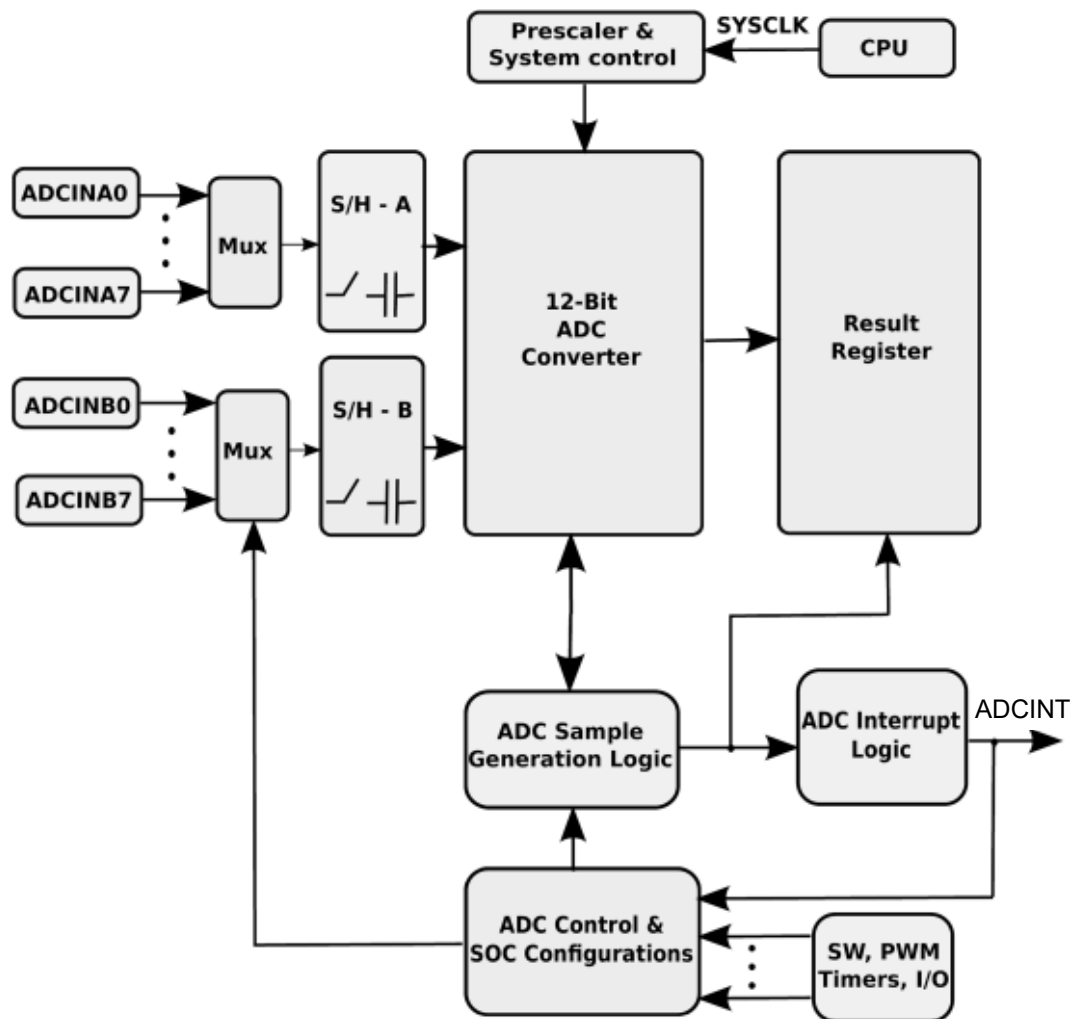 Prescaler &
System control
SYSCLK
CPU
ADCINA0
ADCINA7
Mux
S/H - A
12-Bit
ADC
Converter
Result
Register
ADCINB0
ADCINB7
Mux
S/H - B
ADC Sample
Generation Logic
ADC Interrupt
Logic
ADCINT
ADC Control &
SOC Configurations
SW, PWM
Timers, I/O